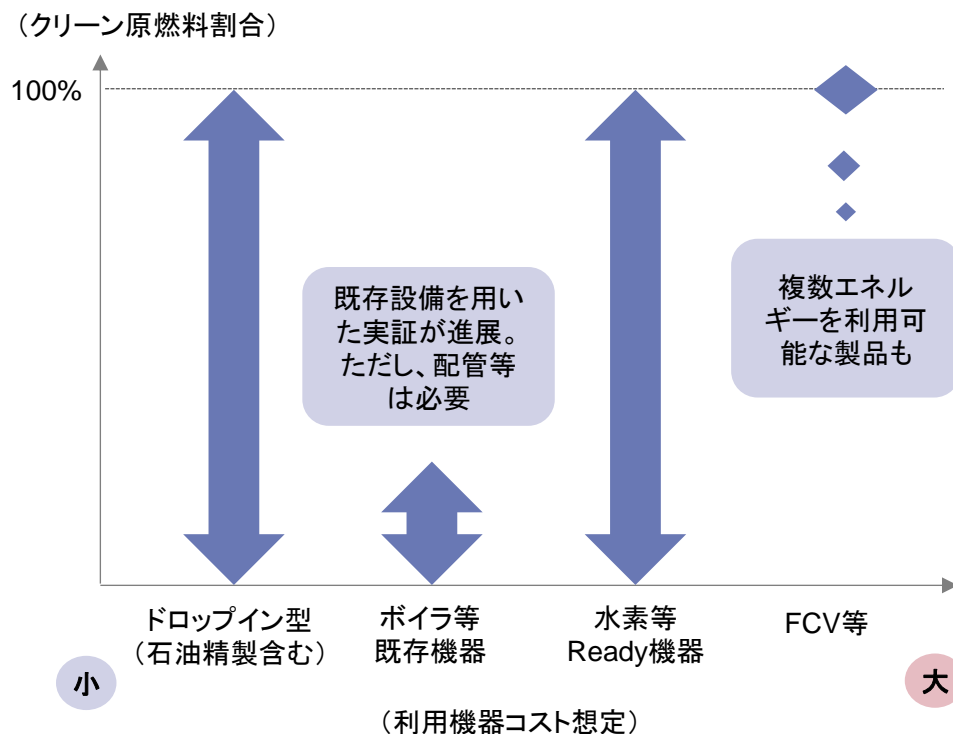 （クリーン原燃料割合）
100%
既存設備を用い
た実証が進展。
ただし、配管等
は必要
複数エネル
ギーを利用可
能な製品も
ドロップイン型
（石油精製含む）
ボイラ等
既存機器
水素等
Ready機器
FCV等
小
大
（利用機器コスト想定）